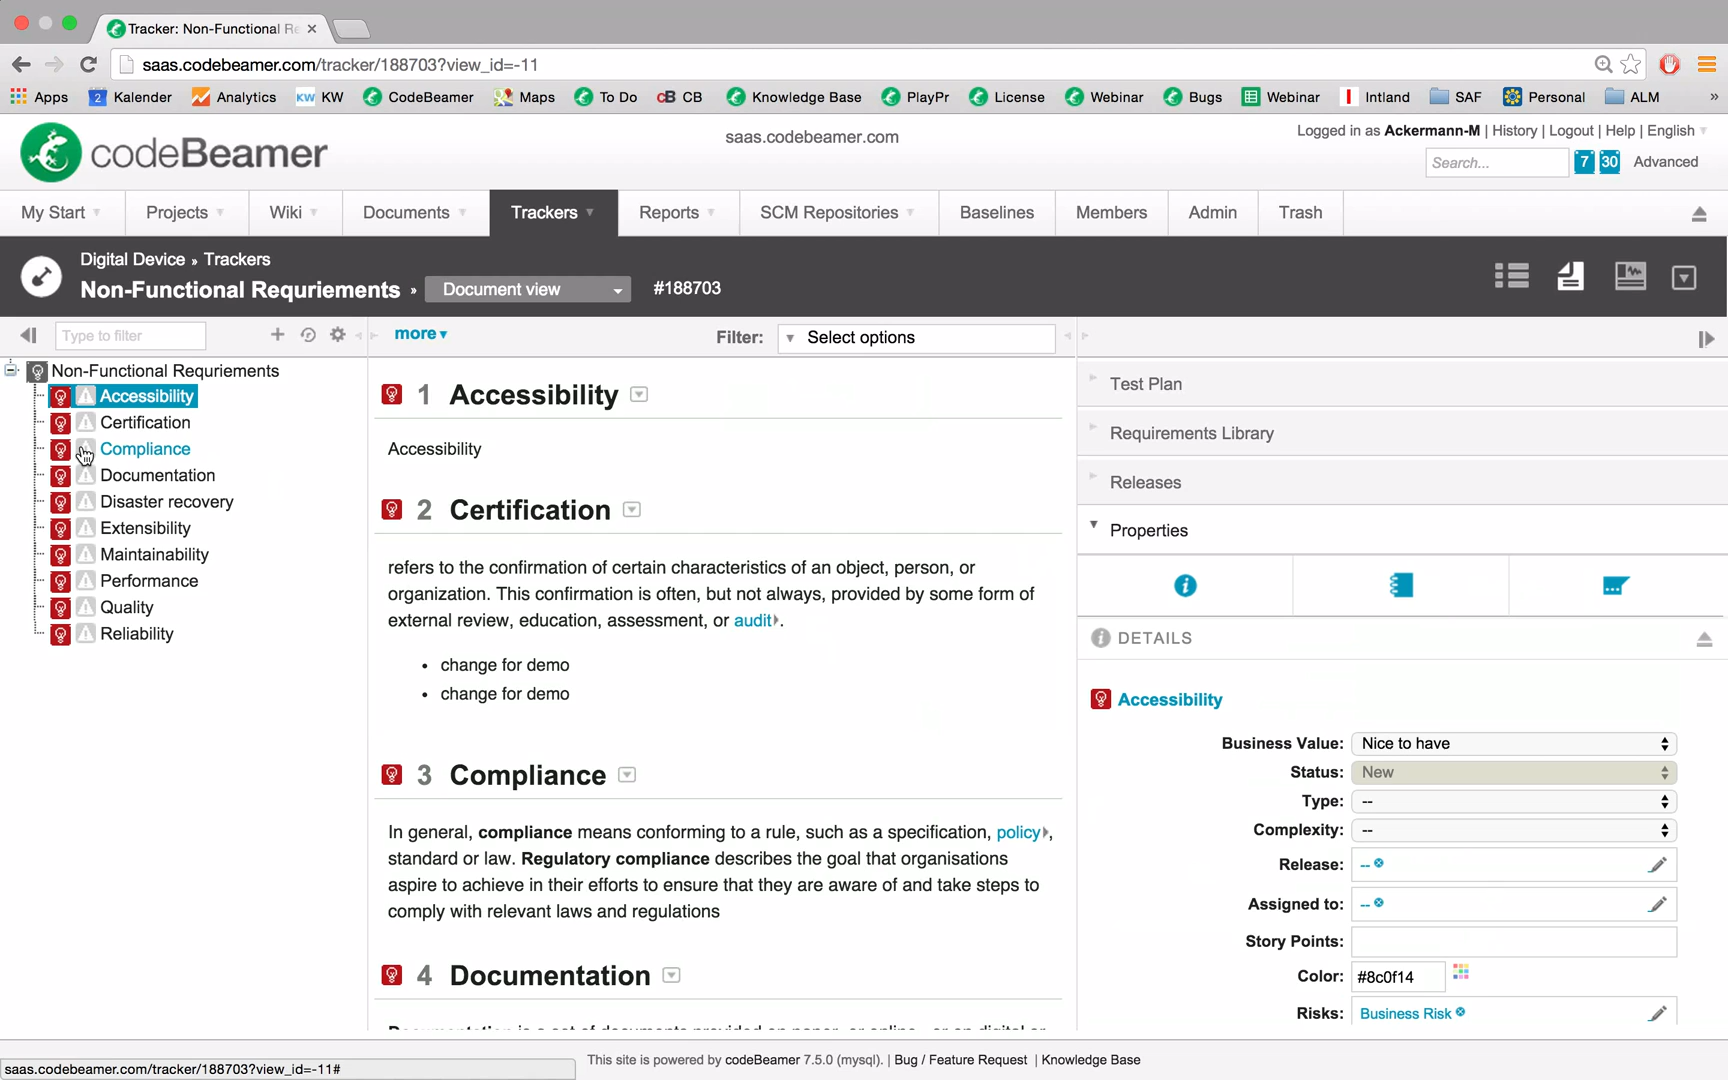 Tracker: Non-Functional Re
saas.codebeamer.com/tracker/188703?view_id=-11
Apps 2 Kalender Analytics KW KW CodeBeamer Maps To Do cB CB Knowledge Base PlayPr License Webinar Bugs Webinar Intland SAF Personal ALM »
codeBeamer
saas.codebeamer.com
Logged in as Ackermann-M | History | Logout | Help | English
Search... 7 30 Advanced
My Start Projects Wiki Documents Trackers Reports SCM Repositories Baselines Members Admin Trash
Digital Device » Trackers
Non-Functional Requriements » Document view #188703
Type to filter
more
Filter: Select options
Non-Functional Requriements
Accessibility
Certification
Compliance
Documentation
Disaster recovery
Extensibility
Maintainability
Performance
Quality
Reliability
1 Accessibility
Accessibility
2 Certification
refers to the confirmation of certain characteristics of an object, person, or
organization. This confirmation is often, but not always, provided by some form of
external review, education, assessment, or audit.
• change for demo
• change for demo
3 Compliance
In general, compliance means conforming to a rule, such as a specification, policy,
standard or law. Regulatory compliance describes the goal that organisations
aspire to achieve in their efforts to ensure that they are aware of and take steps to
comply with relevant laws and regulations
4 Documentation
Test Plan
Requirements Library
Releases
Properties
DETAILS
Accessibility
Business Value: Nice to have
Status: New
Type: --
Complexity: --
Release: --
Assigned to: --
Story Points:
Color: #8c0f14
Risks: Business Risk
This site is powered by codeBeamer 7.5.0 (mysql). | Bug / Feature Request | Knowledge Base
saas.codebeamer.com/tracker/188703?view_id=-11#